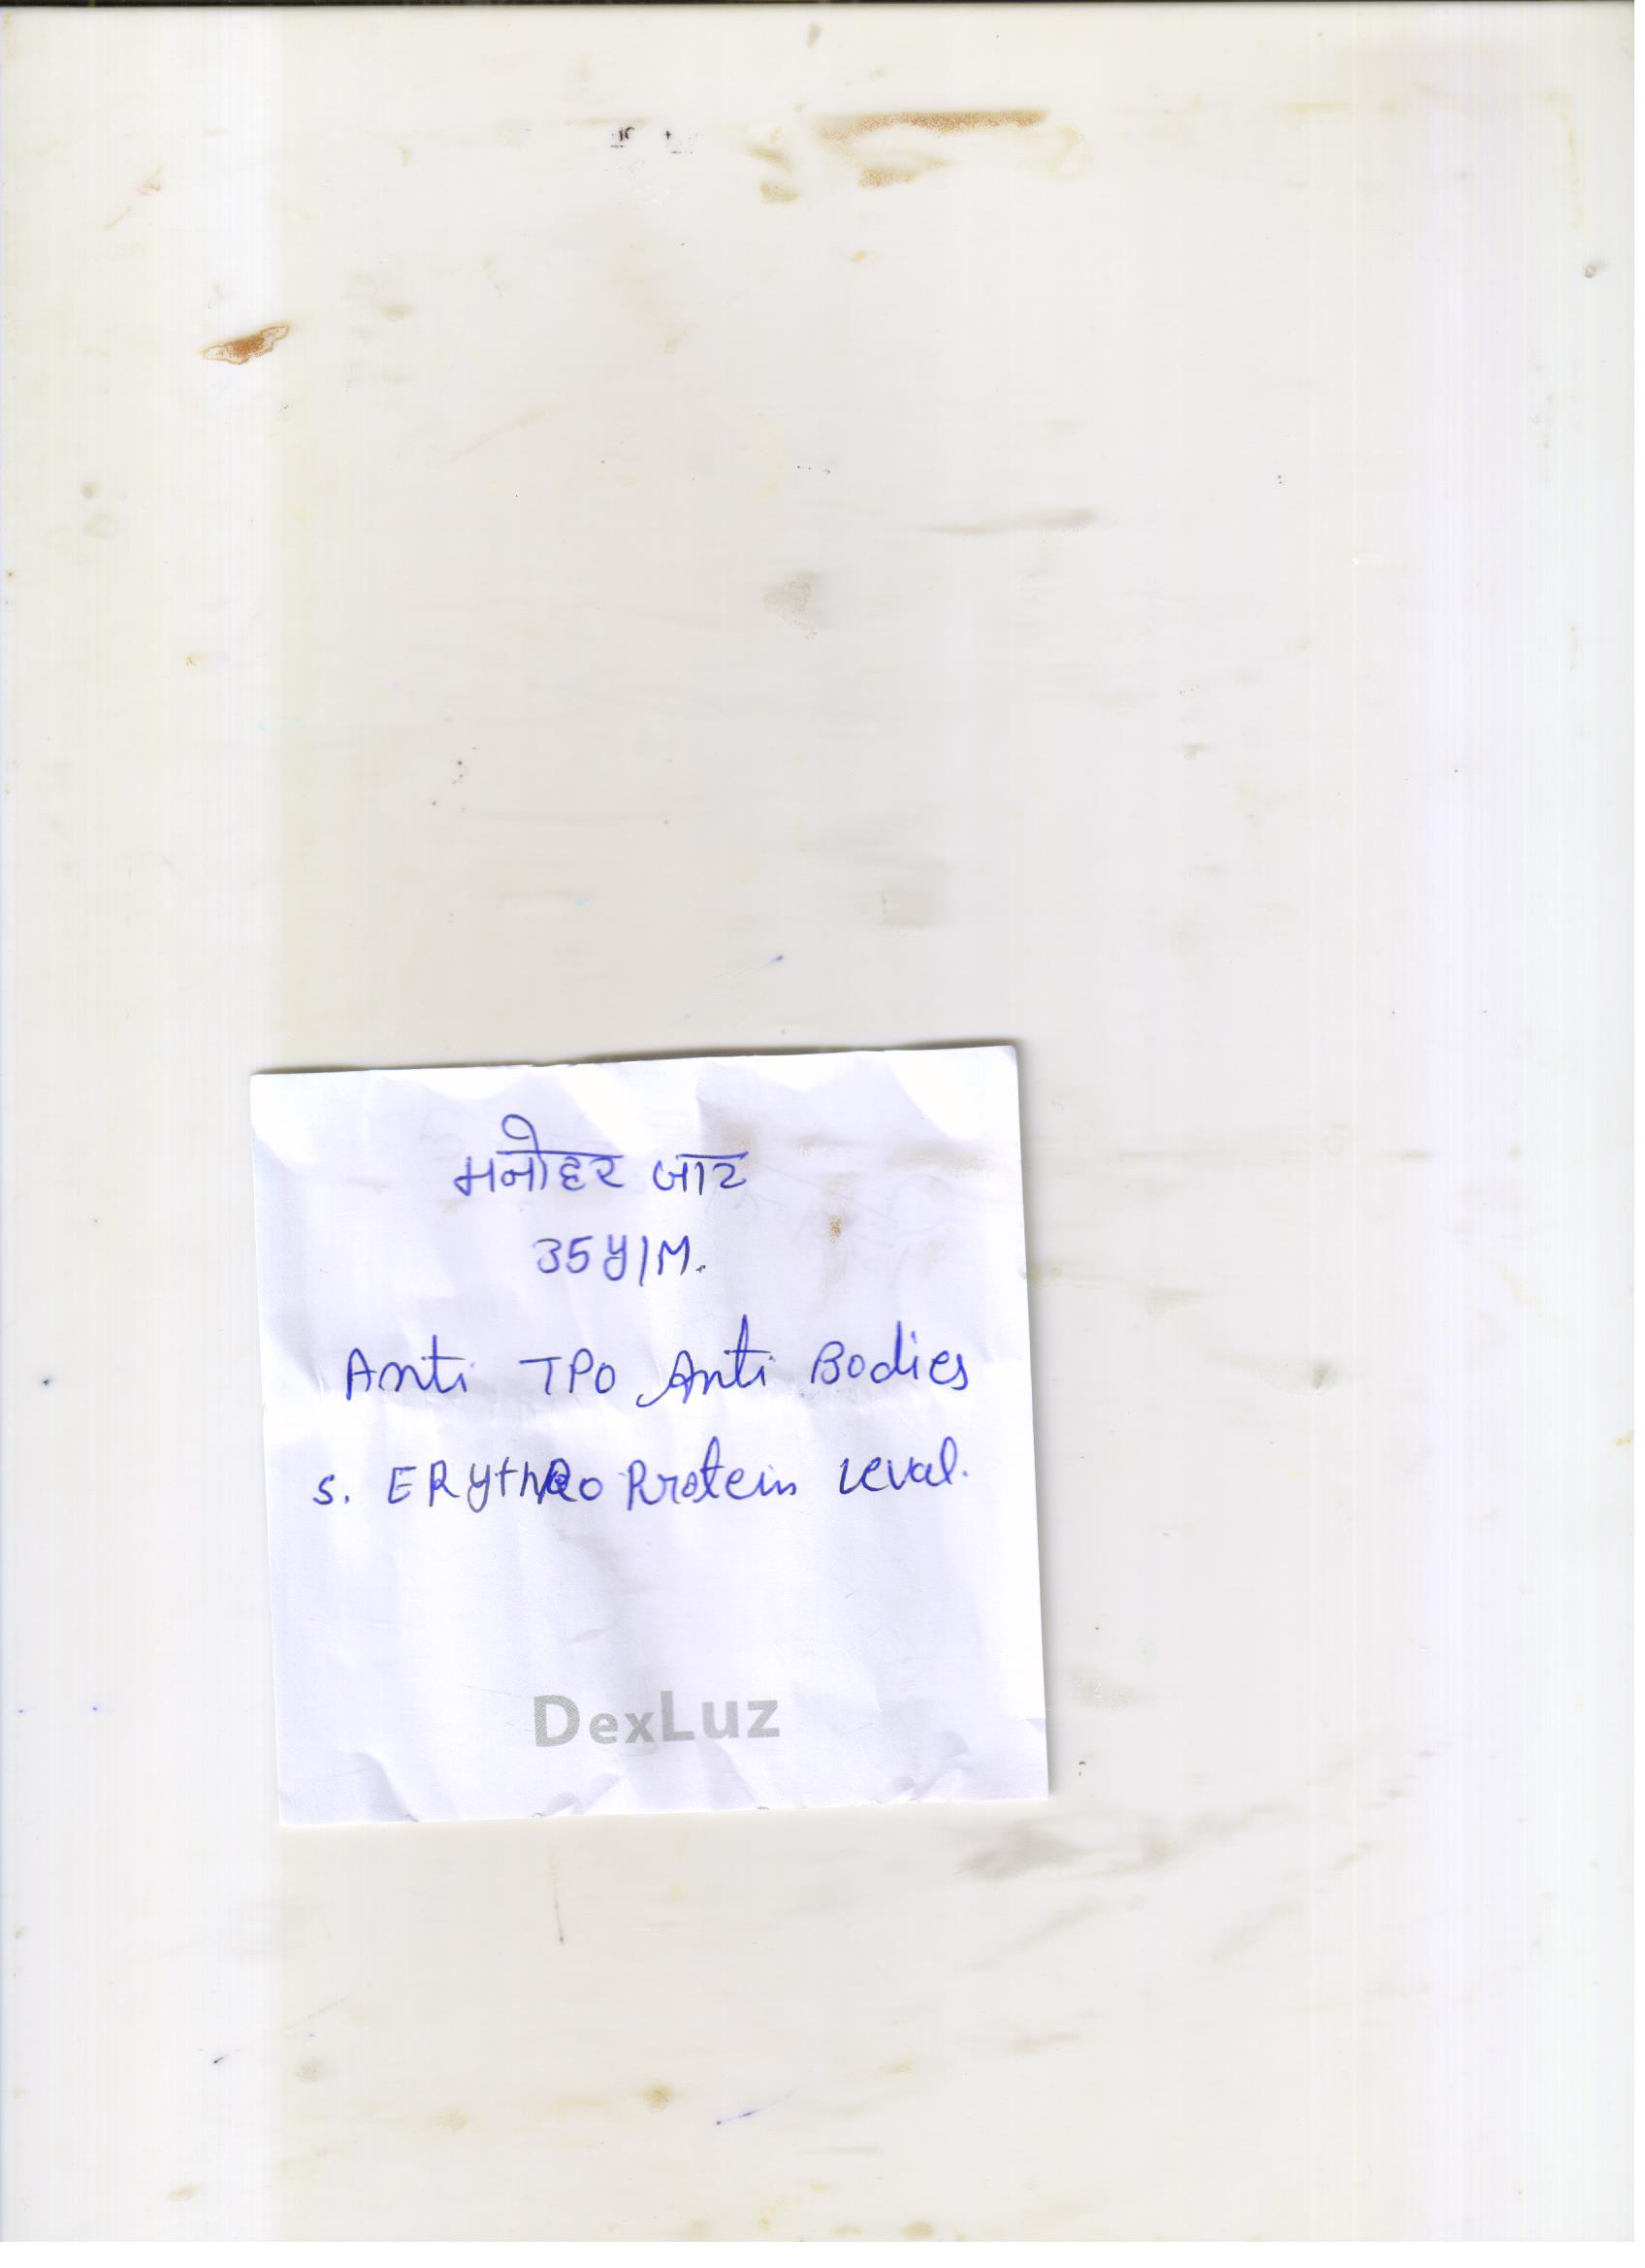 मनोहर जाट
35Y/M.
Anti TPO Anti Bodies
S. ERythRo Protein Leval.
DexLuz